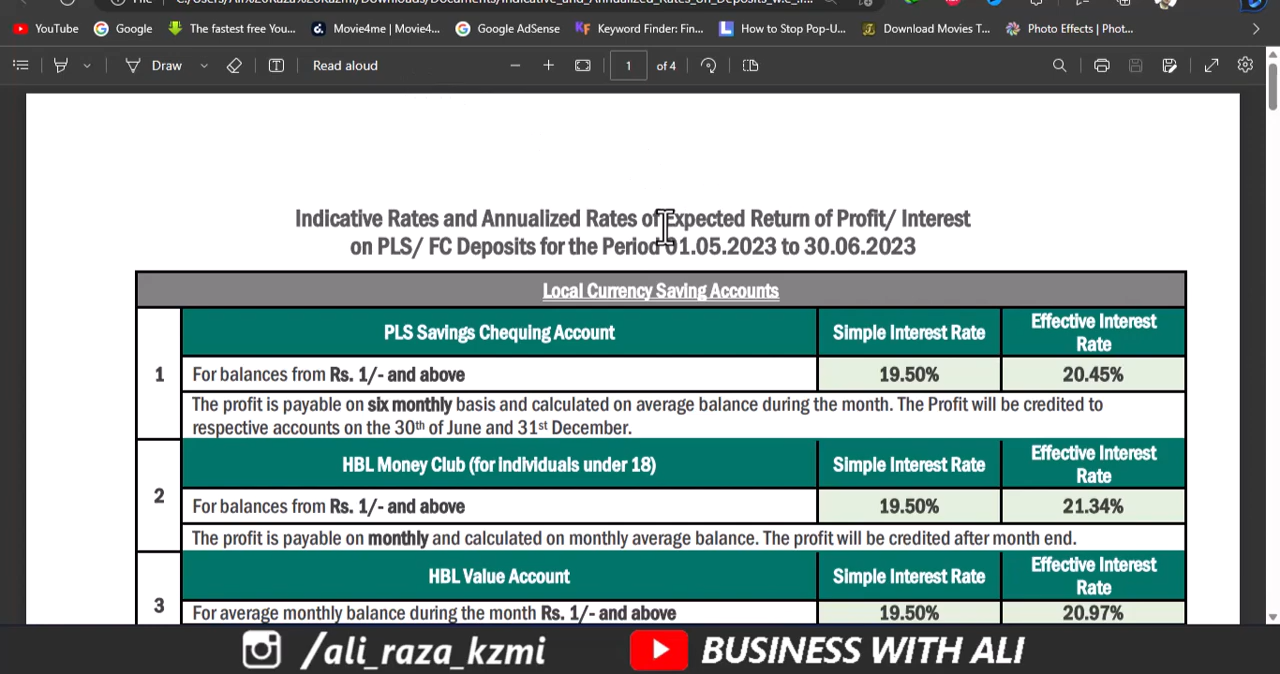 YouTube Google The fastest free You... Movie4me | Movie4... Google AdSense Keyword Finder: Fin... How to Stop Pop-U... Download Movies T... Photo Effects | Phot...
Draw Read aloud 1 of 4
Indicative Rates and Annualized Rates of Expected Return of Profit/ Interest
on PLS/ FC Deposits for the Period 01.05.2023 to 30.06.2023
Local Currency Saving Accounts
1
PLS Savings Chequing Account Simple Interest Rate Effective Interest Rate
For balances from Rs. 1/- and above 19.50% 20.45%
The profit is payable on six monthly basis and calculated on average balance during the month. The Profit will be credited to
respective accounts on the 30th of June and 31st December.
2
HBL Money Club (for individuals under 18) Simple Interest Rate Effective Interest Rate
For balances from Rs. 1/- and above 19.50% 21.34%
The profit is payable on monthly and calculated on monthly average balance. The profit will be credited after month end.
3
HBL Value Account Simple Interest Rate Effective Interest Rate
For average monthly balance during the month Rs. 1/- and above 19.50% 20.97%
/ali_raza_kzmi BUSINESS WITH ALI